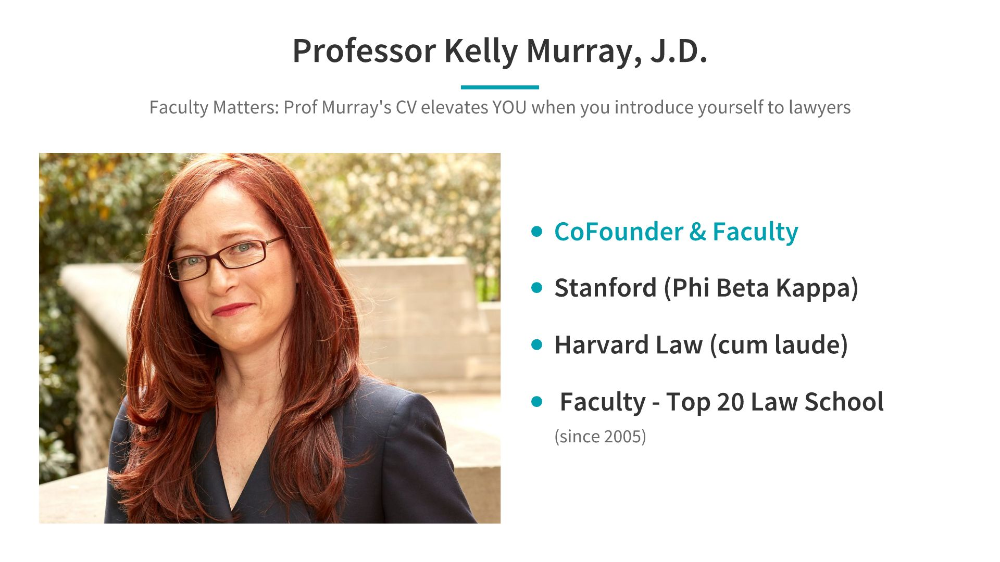 Professor Kelly Murray, J.D.
Faculty Matters: Prof Murray's CV elevates YOU when you introduce yourself to lawyers
CoFounder & Faculty
Stanford (Phi Beta Kappa)
Harvard Law (cum laude)
Faculty - Top 20 Law School
(since 2005)